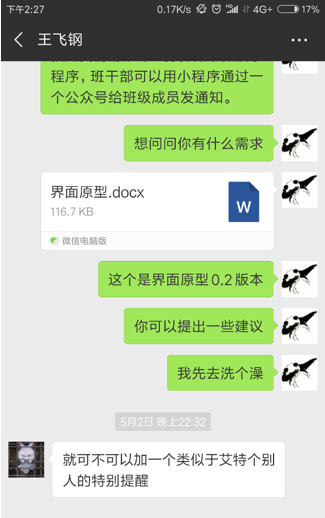 下午2:27
0.17K/s
4G+
17%
王飞钢
程序，班干部可以用小程序通过一
个公众号给班级成员发通知。
想问问你有什么需求
界面原型.docx
116.7 KB
W
微信电脑版
这个是界面原型0.2版本
你可以提出一些建议
我先去洗个澡
5月2日 晚上22:32
就可不可以加一个类似于艾特个别
人的特别提醒